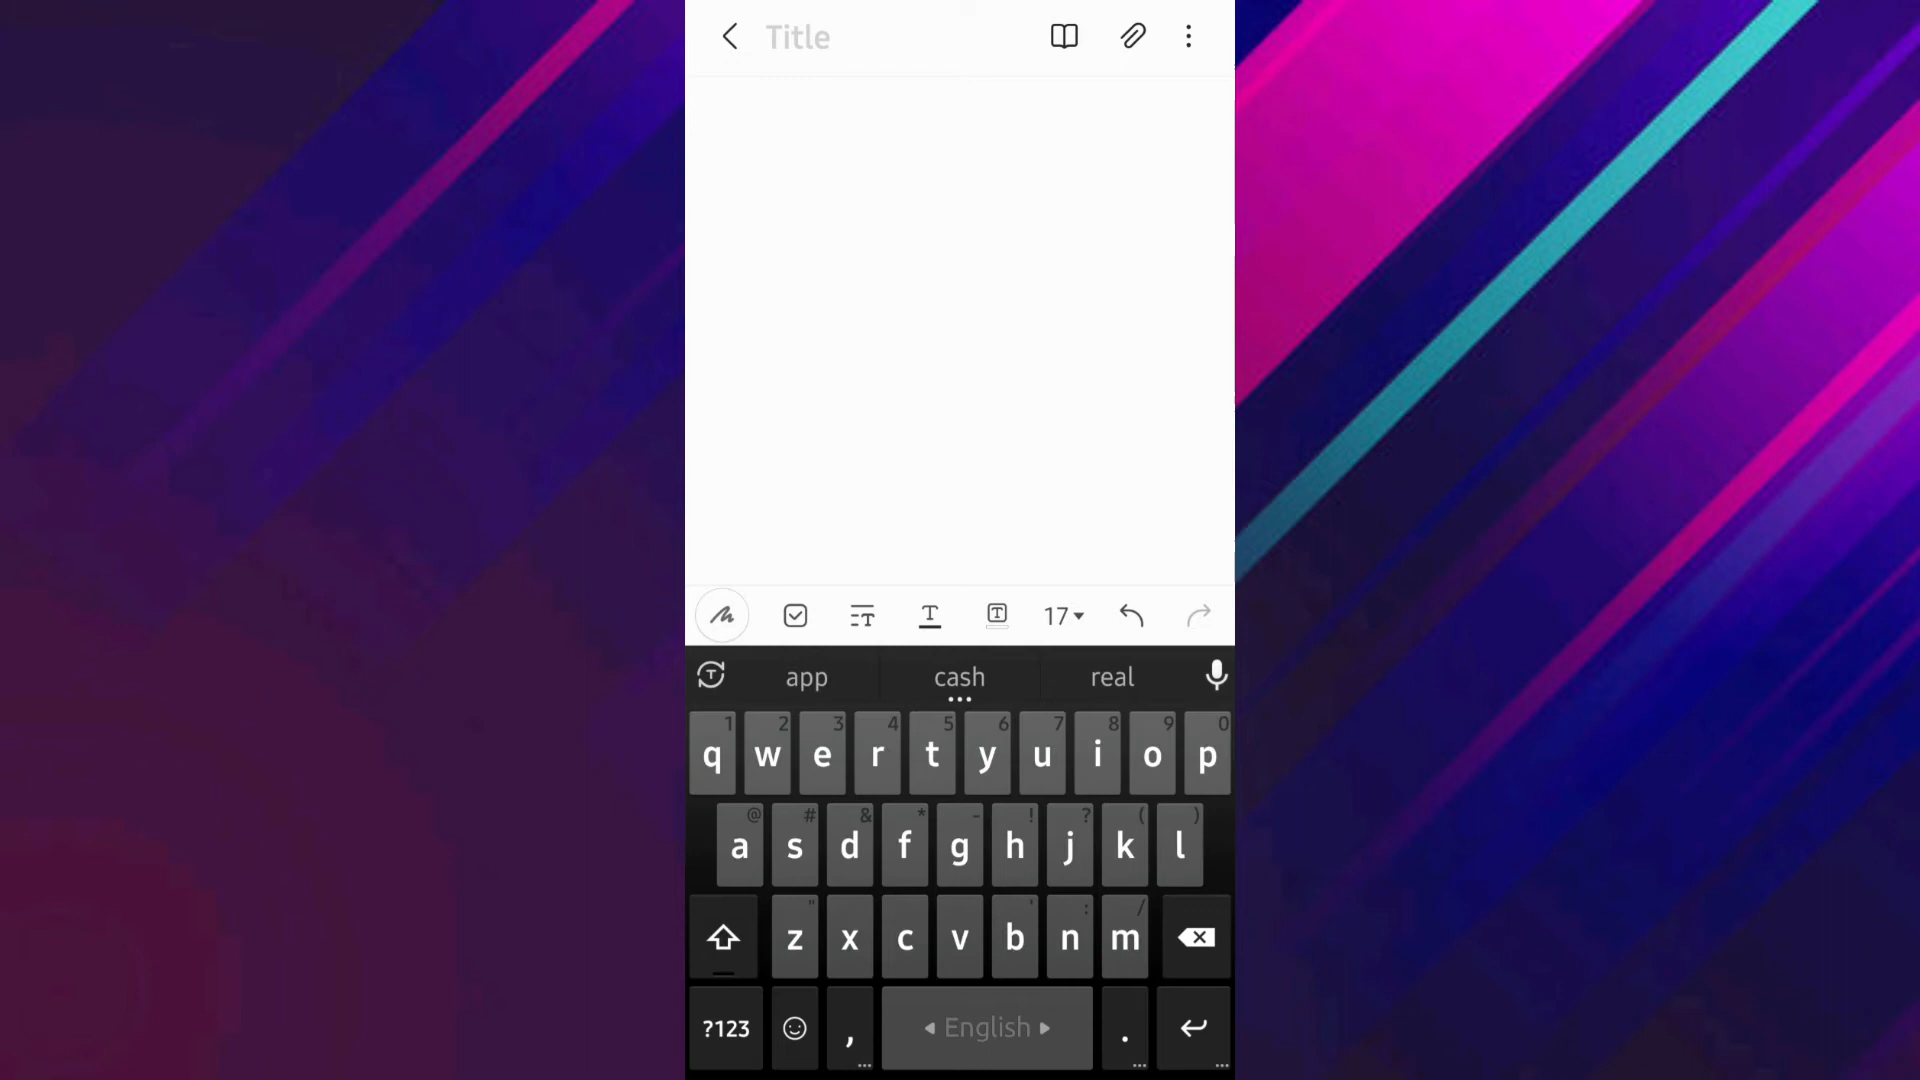 Title
17
app cash real
1 2 3 4 5 6 7 8 9 0
q w e r t y u i o p
@ # & * - ! ? ( )
a s d f g h j k l
" ' : /
z x c v b n m
?123 , English .